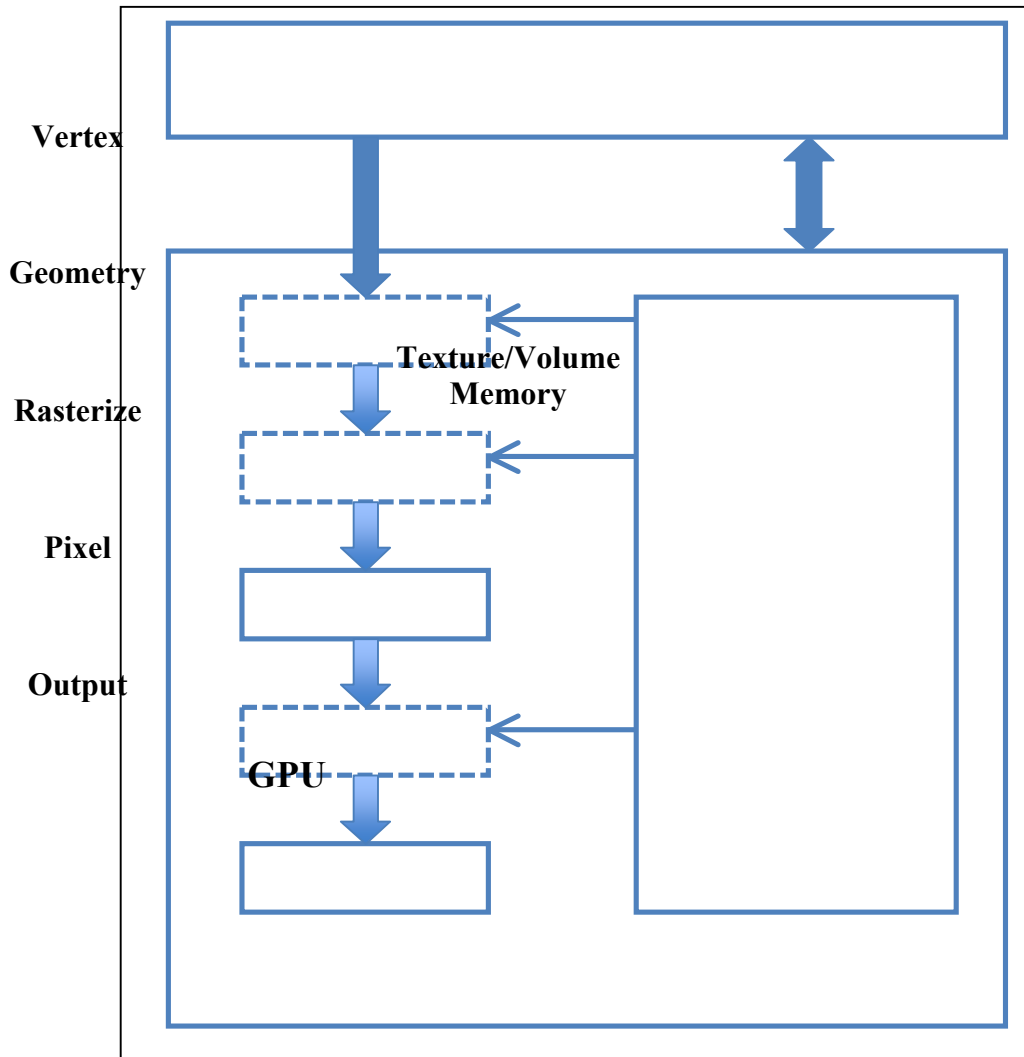 Vertex
Geometry
Texture/Volume
Memory
Rasterize
Pixel
Output
GPU